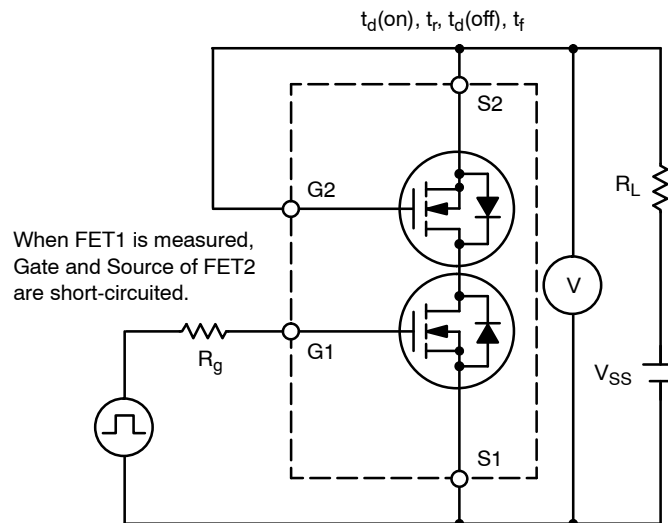 td(on), tr, td(off), tf
S2
G2
RL
When FET1 is measured,
Gate and Source of FET2
are short-circuited.
V
Rg
G1
VSS
S1